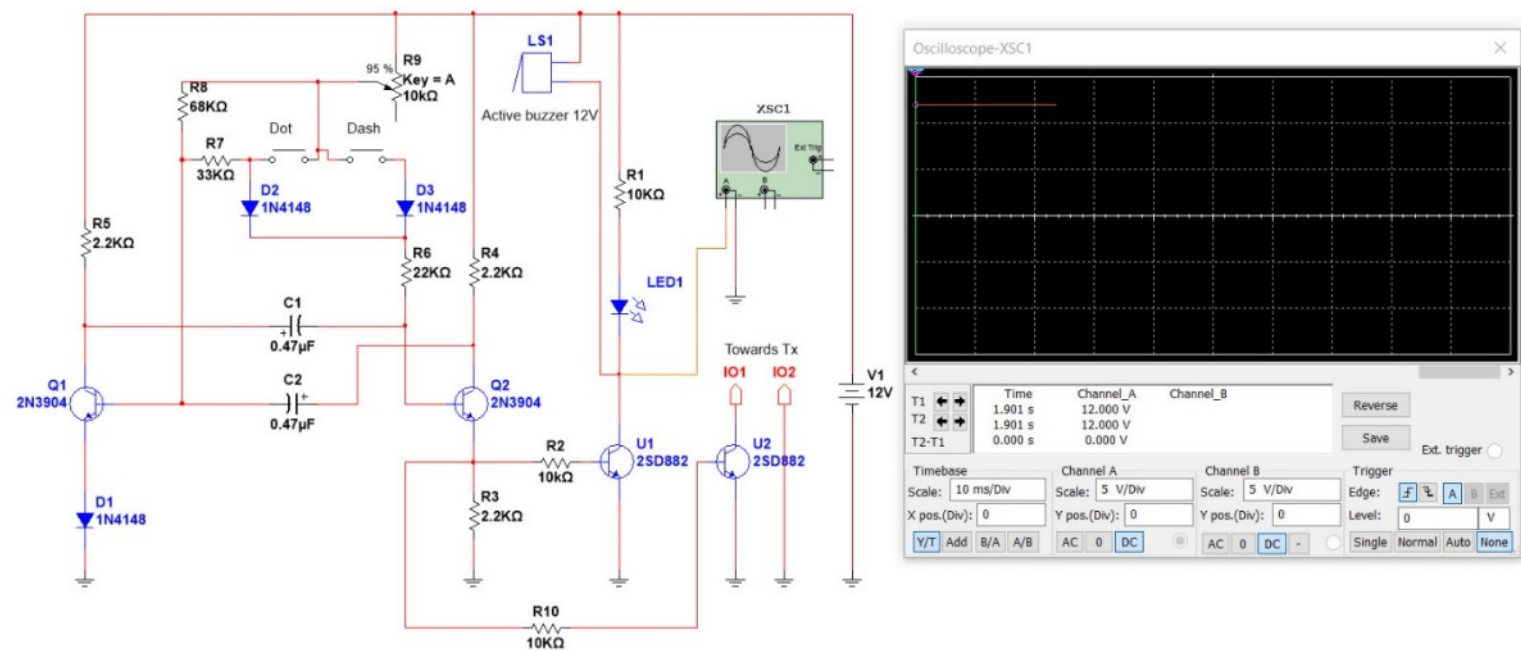 LS1
Active buzzer 12V
95 %
R9
Key = A
10kΩ
R8
68KΩ
Dot
Dash
R7
33KΩ
D2
1N4148
D3
1N4148
R5
2.2KΩ
R6
22KΩ
R4
2.2KΩ
R1
10KΩ
XSC1
Ext Trig
A
B
LED1
C1
0.47µF
C2
0.47µF
Q1
2N3904
Q2
2N3904
Towards Tx
IO1
IO2
V1
12V
U1
2SD882
U2
2SD882
R2
10kΩ
R3
2.2KΩ
D1
1N4148
R10
10KΩ
Oscilloscope-XSC1
Time Channel_A Channel_B
T1 1.901 s 12.000 V
T2 1.901 s 12.000 V
T2-T1 0.000 s 0.000 V
Reverse
Save
Ext. trigger
Timebase
Scale: 10 ms/Div
X pos.(Div): 0
Y/T Add B/A A/B
Channel A
Scale: 5 V/Div
Y pos.(Div): 0
AC 0 DC
Channel B
Scale: 5 V/Div
Y pos.(Div): 0
AC 0 DC -
Trigger
Edge: A B Ext
Level: 0 V
Single Normal Auto None